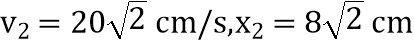 v₂ = 20√2 cm/s,x₂ = 8√2 cm